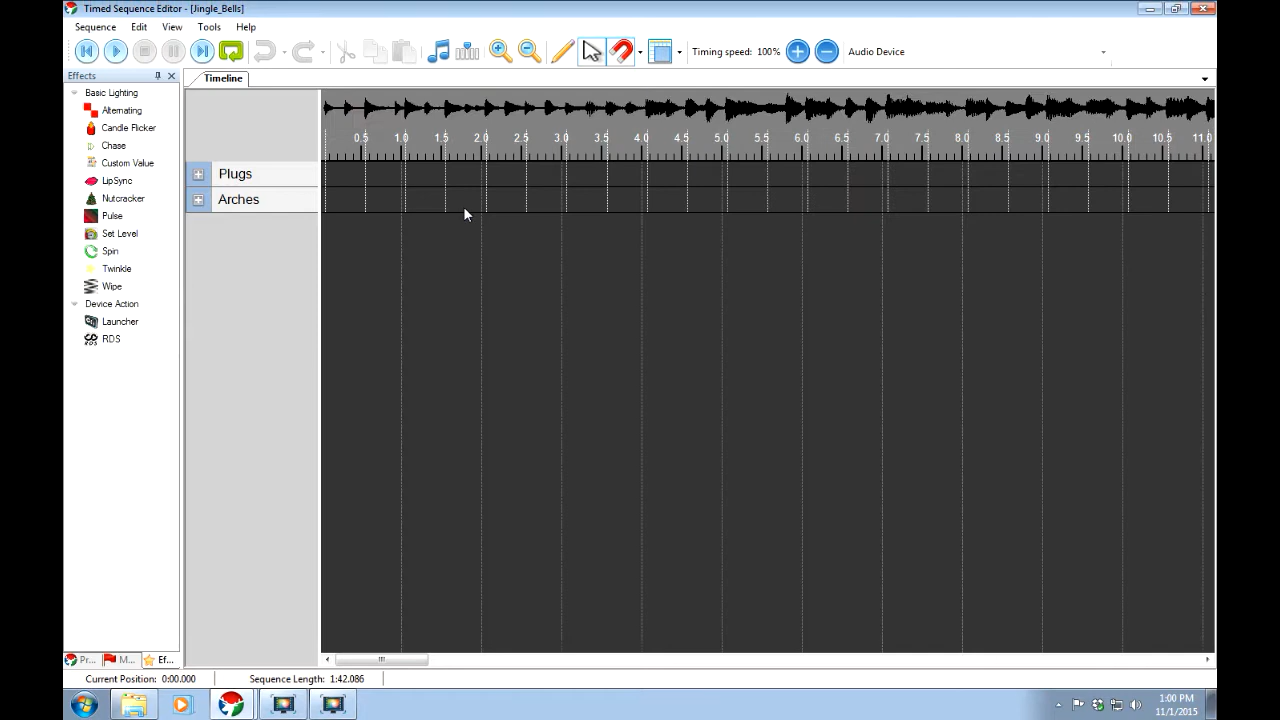 Timed Sequence Editor - [Jingle_Bells]
Sequence Edit View Tools Help
Timing speed: 100% Audio Device
Effects
Timeline
Basic Lighting
Alternating
Candle Flicker
Chase
Custom Value
LipSync
Nutcracker
Pulse
Set Level
Spin
Twinkle
Wipe
Device Action
Launcher
RDS
0.5 1.0 1.5 2.0 2.5 3.0 3.5 4.0 4.5 5.0 5.5 6.0 6.5 7.0 7.5 8.0 8.5 9.0 9.5 10.0 10.5 11.0
Plugs
Arches
Pr... M... Ef...
Current Position: 0:00.000 Sequence Length: 1:42.086
1:00 PM
11/1/2015